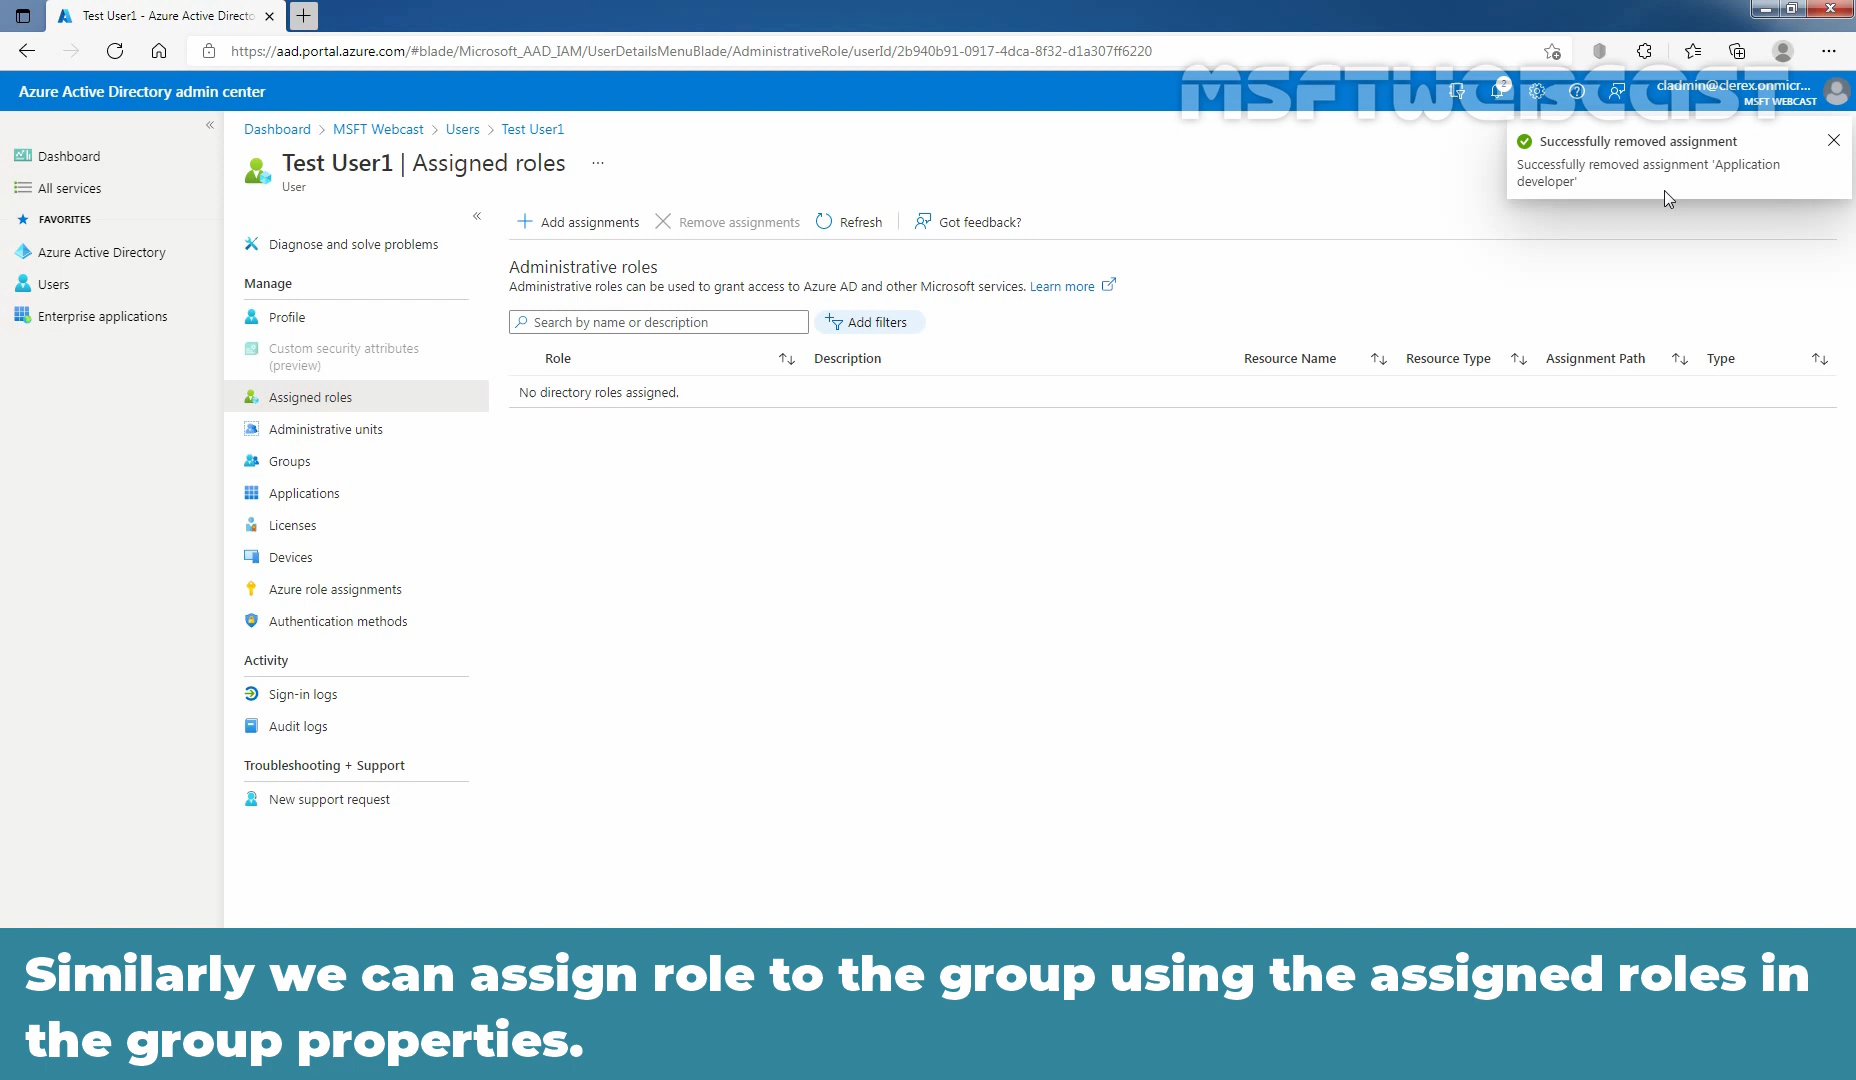 Test User1 - Azure Active Directo
https://aad.portal.azure.com/#blade/Microsoft_AAD_IAM/UserDetailsMenuBlade/AdministrativeRole/userId/2b940b91-0917-4dca-8f32-d1a307ff6220
MSFTWEBCAST
Azure Active Directory admin center
2
cladmin@clerex.onmicr...
MSFT WEBCAST
Dashboard > MSFT Webcast > Users > Test User1
Successfully removed assignment
Successfully removed assignment 'Application
developer'
Dashboard
All services
FAVORITES
Azure Active Directory
Users
Enterprise applications
Test User1 | Assigned roles ...
User
Diagnose and solve problems
Manage
Profile
Custom security attributes
(preview)
Assigned roles
Administrative units
Groups
Applications
Licenses
Devices
Azure role assignments
Authentication methods
Activity
Sign-in logs
Audit logs
Troubleshooting + Support
New support request
Add assignments Remove assignments Refresh Got feedback?
Administrative roles
Administrative roles can be used to grant access to Azure AD and other Microsoft services. Learn more
Search by name or description Add filters
Role Description Resource Name Resource Type Assignment Path Type
No directory roles assigned.
Similarly we can assign role to the group using the assigned roles in
the group properties.